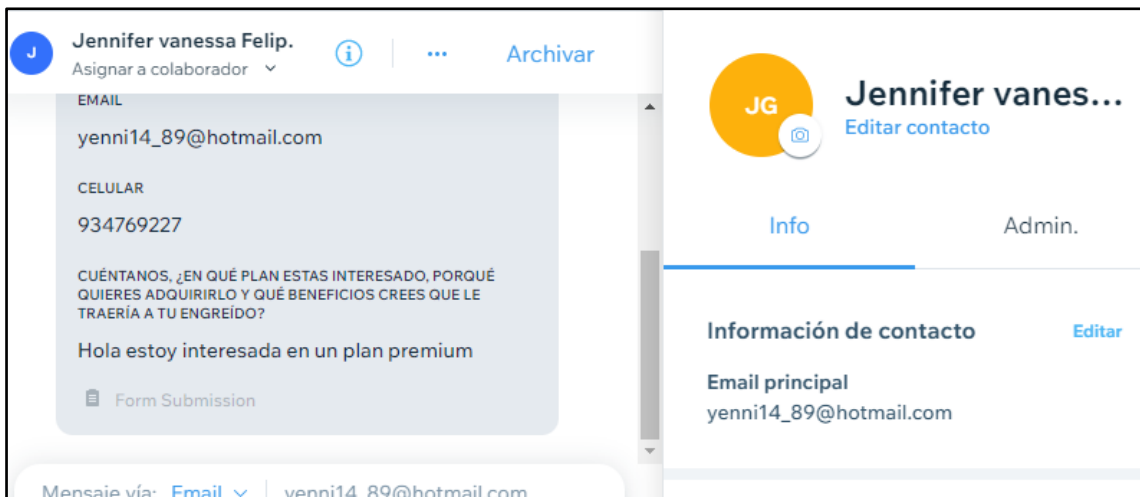 J
Jennifer vanessa Felip.
Asignar a colaborador
Archivar
EMAIL
yenni14_89@hotmail.com
CELULAR
934769227
CUÉNTANOS, ¿EN QUÉ PLAN ESTAS INTERESADO, PORQUÉ
QUIERES ADQUIRIRLO Y QUÉ BENEFICIOS CREES QUE LE
TRAERÍA A TU ENGREÍDO?
Hola estoy interesada en un plan premium
Form Submission
Mensaje vía: Email
yenni14_89@hotmail.com
JG
Jennifer vanes...
Editar contacto
Info
Admin.
Información de contacto
Editar
Email principal
yenni14_89@hotmail.com